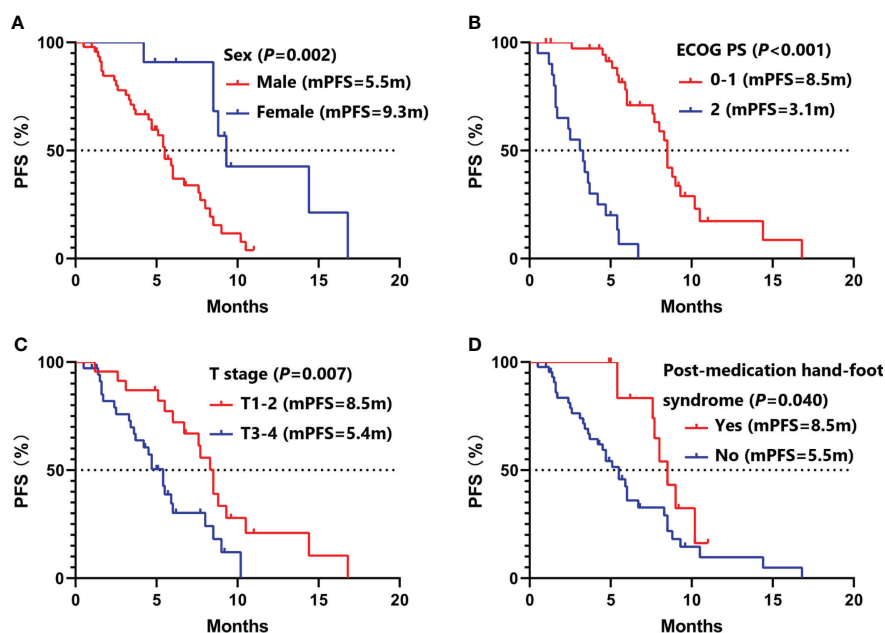 A
Sex (P=0.002)
Male (mPFS=5.5m)
Female (mPFS=9.3m)
PFS (%)
100
50
0
0 5 10 15 20
Months
B
ECOG PS (P<0.001)
0-1 (mPFS=8.5m)
2 (mPFS=3.1m)
PFS (%)
100
50
0
0 5 10 15 20
Months
C
T stage (P=0.007)
T1-2 (mPFS=8.5m)
T3-4 (mPFS=5.4m)
PFS (%)
100
50
0
0 5 10 15 20
Months
D
Post-medication hand-foot
syndrome (P=0.040)
Yes (mPFS=8.5m)
No (mPFS=5.5m)
PFS (%)
100
50
0
0 5 10 15 20
Months